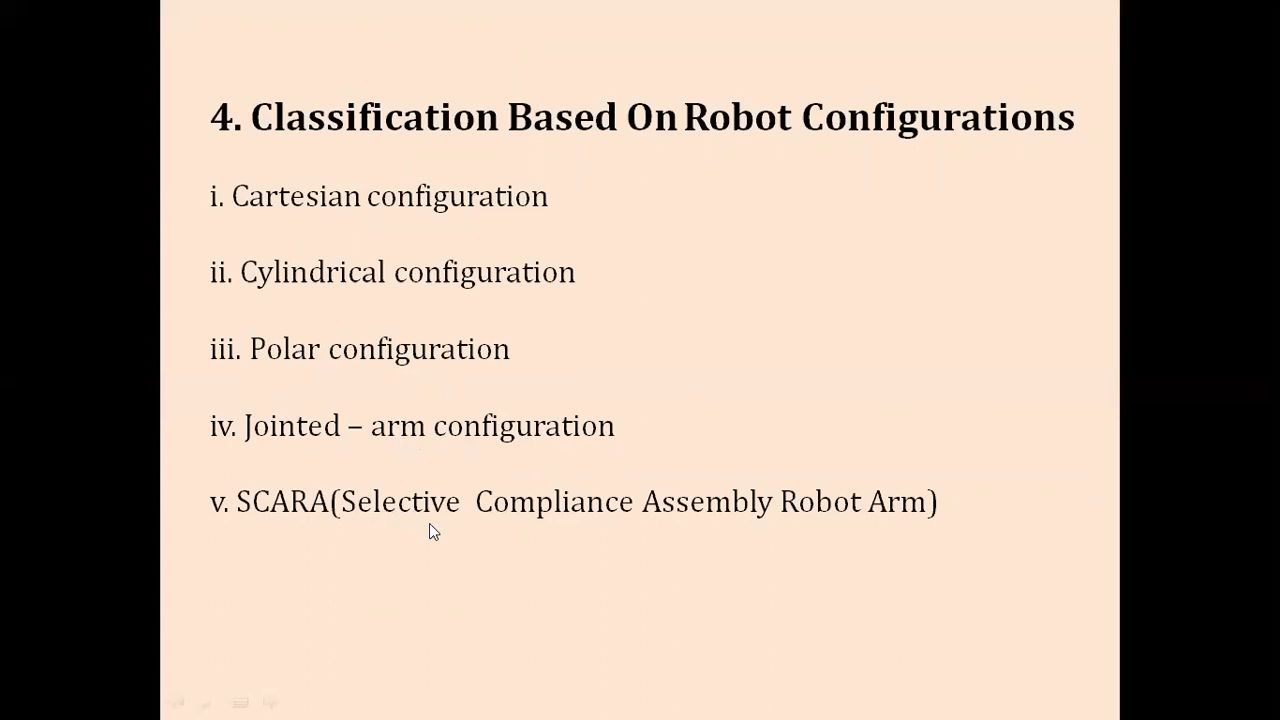 4. Classification Based On Robot Configurations
i. Cartesian configuration
ii. Cylindrical configuration
iii. Polar configuration
iv. Jointed – arm configuration
v. SCARA(Selective  Compliance Assembly Robot Arm)